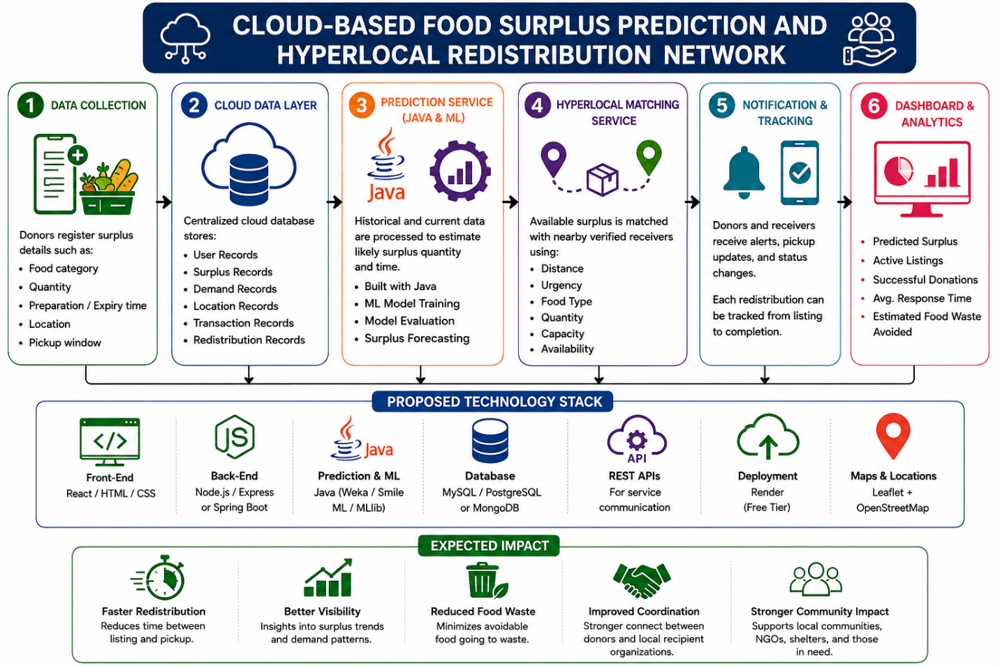 CLOUD-BASED FOOD SURPLUS PREDICTION AND
HYPERLOCAL REDISTRIBUTION NETWORK
1 DATA COLLECTION
Donors register surplus
details such as:
• Food category
• Quantity
• Preparation / Expiry time
• Location
• Pickup window
2 CLOUD DATA LAYER
Centralized cloud database
stores:
• User Records
• Surplus Records
• Demand Records
• Location Records
• Transaction Records
• Redistribution Records
3 PREDICTION SERVICE
(JAVA & ML)
Java
Historical and current data
are processed to estimate
likely surplus quantity
and time.
• Built with Java
• ML Model Training
• Model Evaluation
• Surplus Forecasting
4 HYPERLOCAL MATCHING
SERVICE
Available surplus is matched
with nearby verified receivers
using:
• Distance
• Urgency
• Food Type
• Quantity
• Capacity
• Availability
5 NOTIFICATION &
TRACKING
Donors and receivers
receive alerts, pickup
updates, and status
changes.
Each redistribution can
be tracked from listing
to completion.
6 DASHBOARD &
ANALYTICS
• Predicted Surplus
• Active Listings
• Successful Donations
• Avg. Response Time
• Estimated Food Waste
Avoided
PROPOSED TECHNOLOGY STACK
</>
Front-End
React / HTML / CSS
JS
Back-End
Node.js / Express
or Spring Boot
Java
Prediction & ML
Java (Weka / Smile
ML / MLlib)
Database
MySQL / PostgreSQL
or MongoDB
API
REST APIs
For service
communication
Deployment
Render
(Free Tier)
Maps & Locations
Leaflet +
OpenStreetMap
EXPECTED IMPACT
Faster Redistribution
Reduces time between
listing and pickup.
Better Visibility
Insights into surplus trends
and demand patterns.
Reduced Food Waste
Minimizes avoidable
food going to waste.
Improved Coordination
Stronger connect between
donors and local recipient
organizations.
Stronger Community Impact
Supports local communities,
NGOs, shelters, and those
in need.